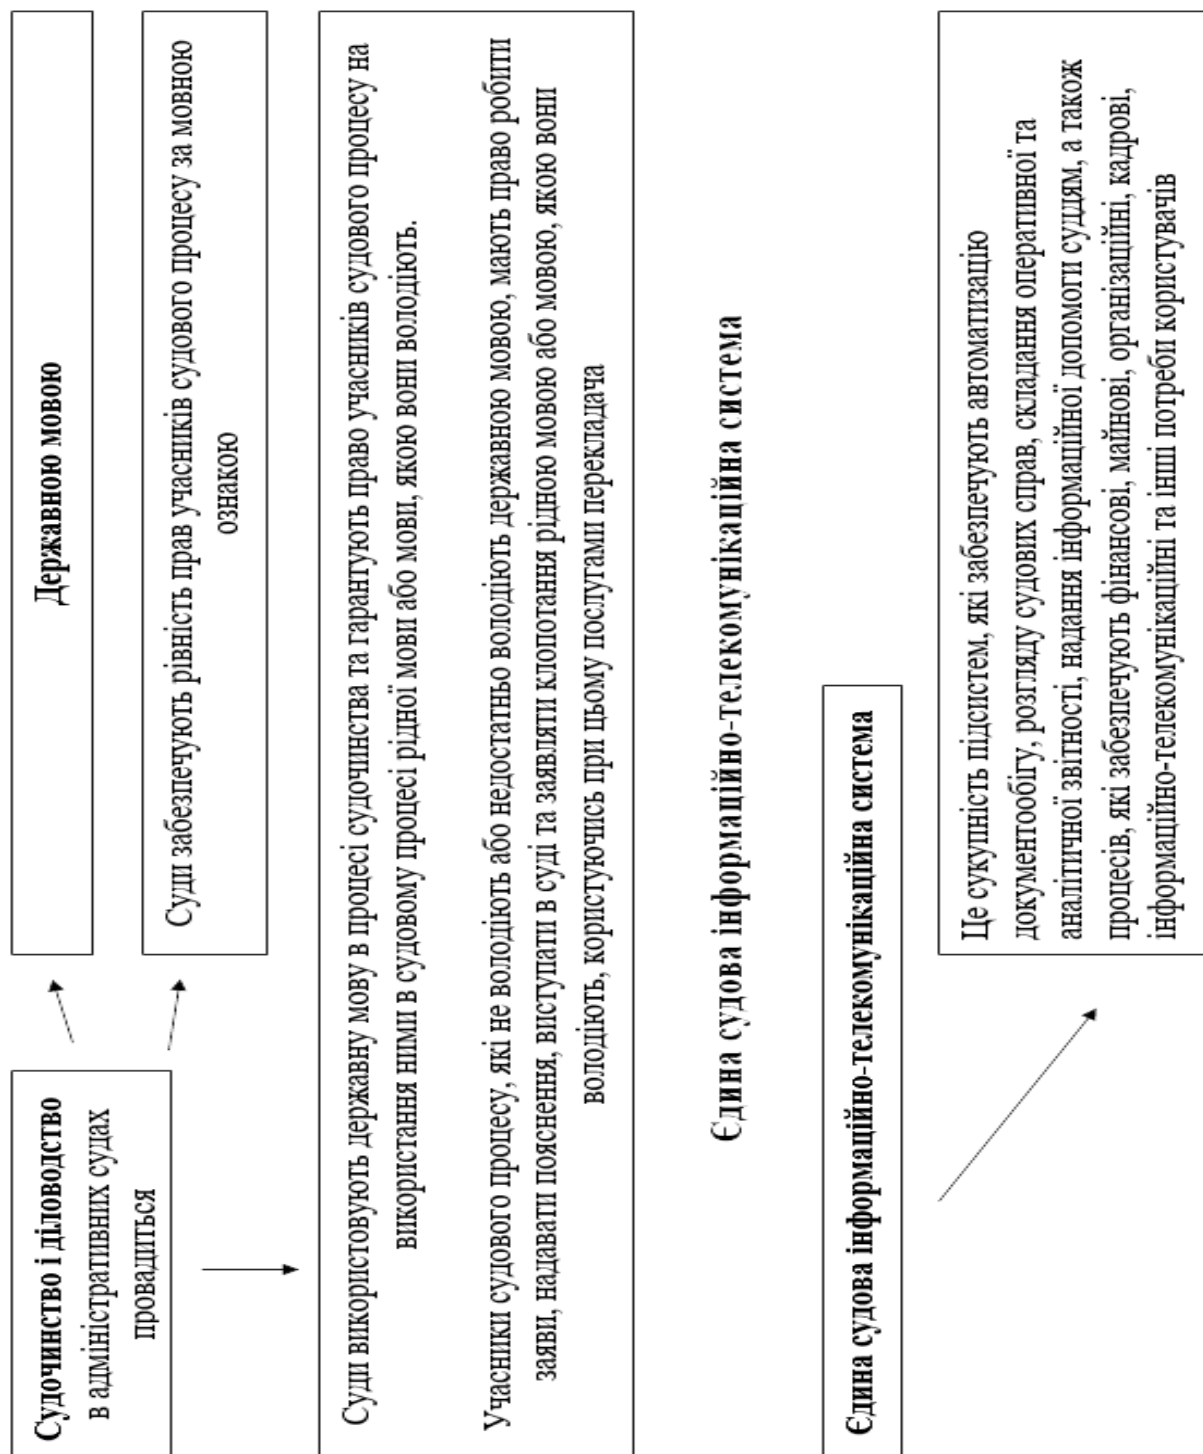 Судочинство і діловодство
в адміністративних судах
провадиться
Державною мовою
Суди забезпечують рівність прав учасників судового процесу за мовною
ознакою
Суди використовують державну мову в процесі судочинства та гарантують право учасників судового процесу на
використання ними в судовому процесі рідної мови або мови, якою вони володіють.
Учасники судового процесу, які не володіють або недостатньо володіють державною мовою, мають право робити
заяви, надавати пояснення, виступати в суді та заявляти клопотання рідною мовою або мовою, якою вони
володіють, користуючись при цьому послугами перекладача
Єдина судова інформаційно-телекомунікаційна система
Єдина судова інформаційно-телекомунікаційна система
Це сукупність підсистем, які забезпечують автоматизацію
документообігу, розгляду судових справ, складання оперативної та
аналітичної звітності, надання інформаційної допомоги суддям, а також
процесів, які забезпечують фінансові, майнові, організаційні, кадрові,
інформаційно-телекомунікаційні та інші потреби користувачів